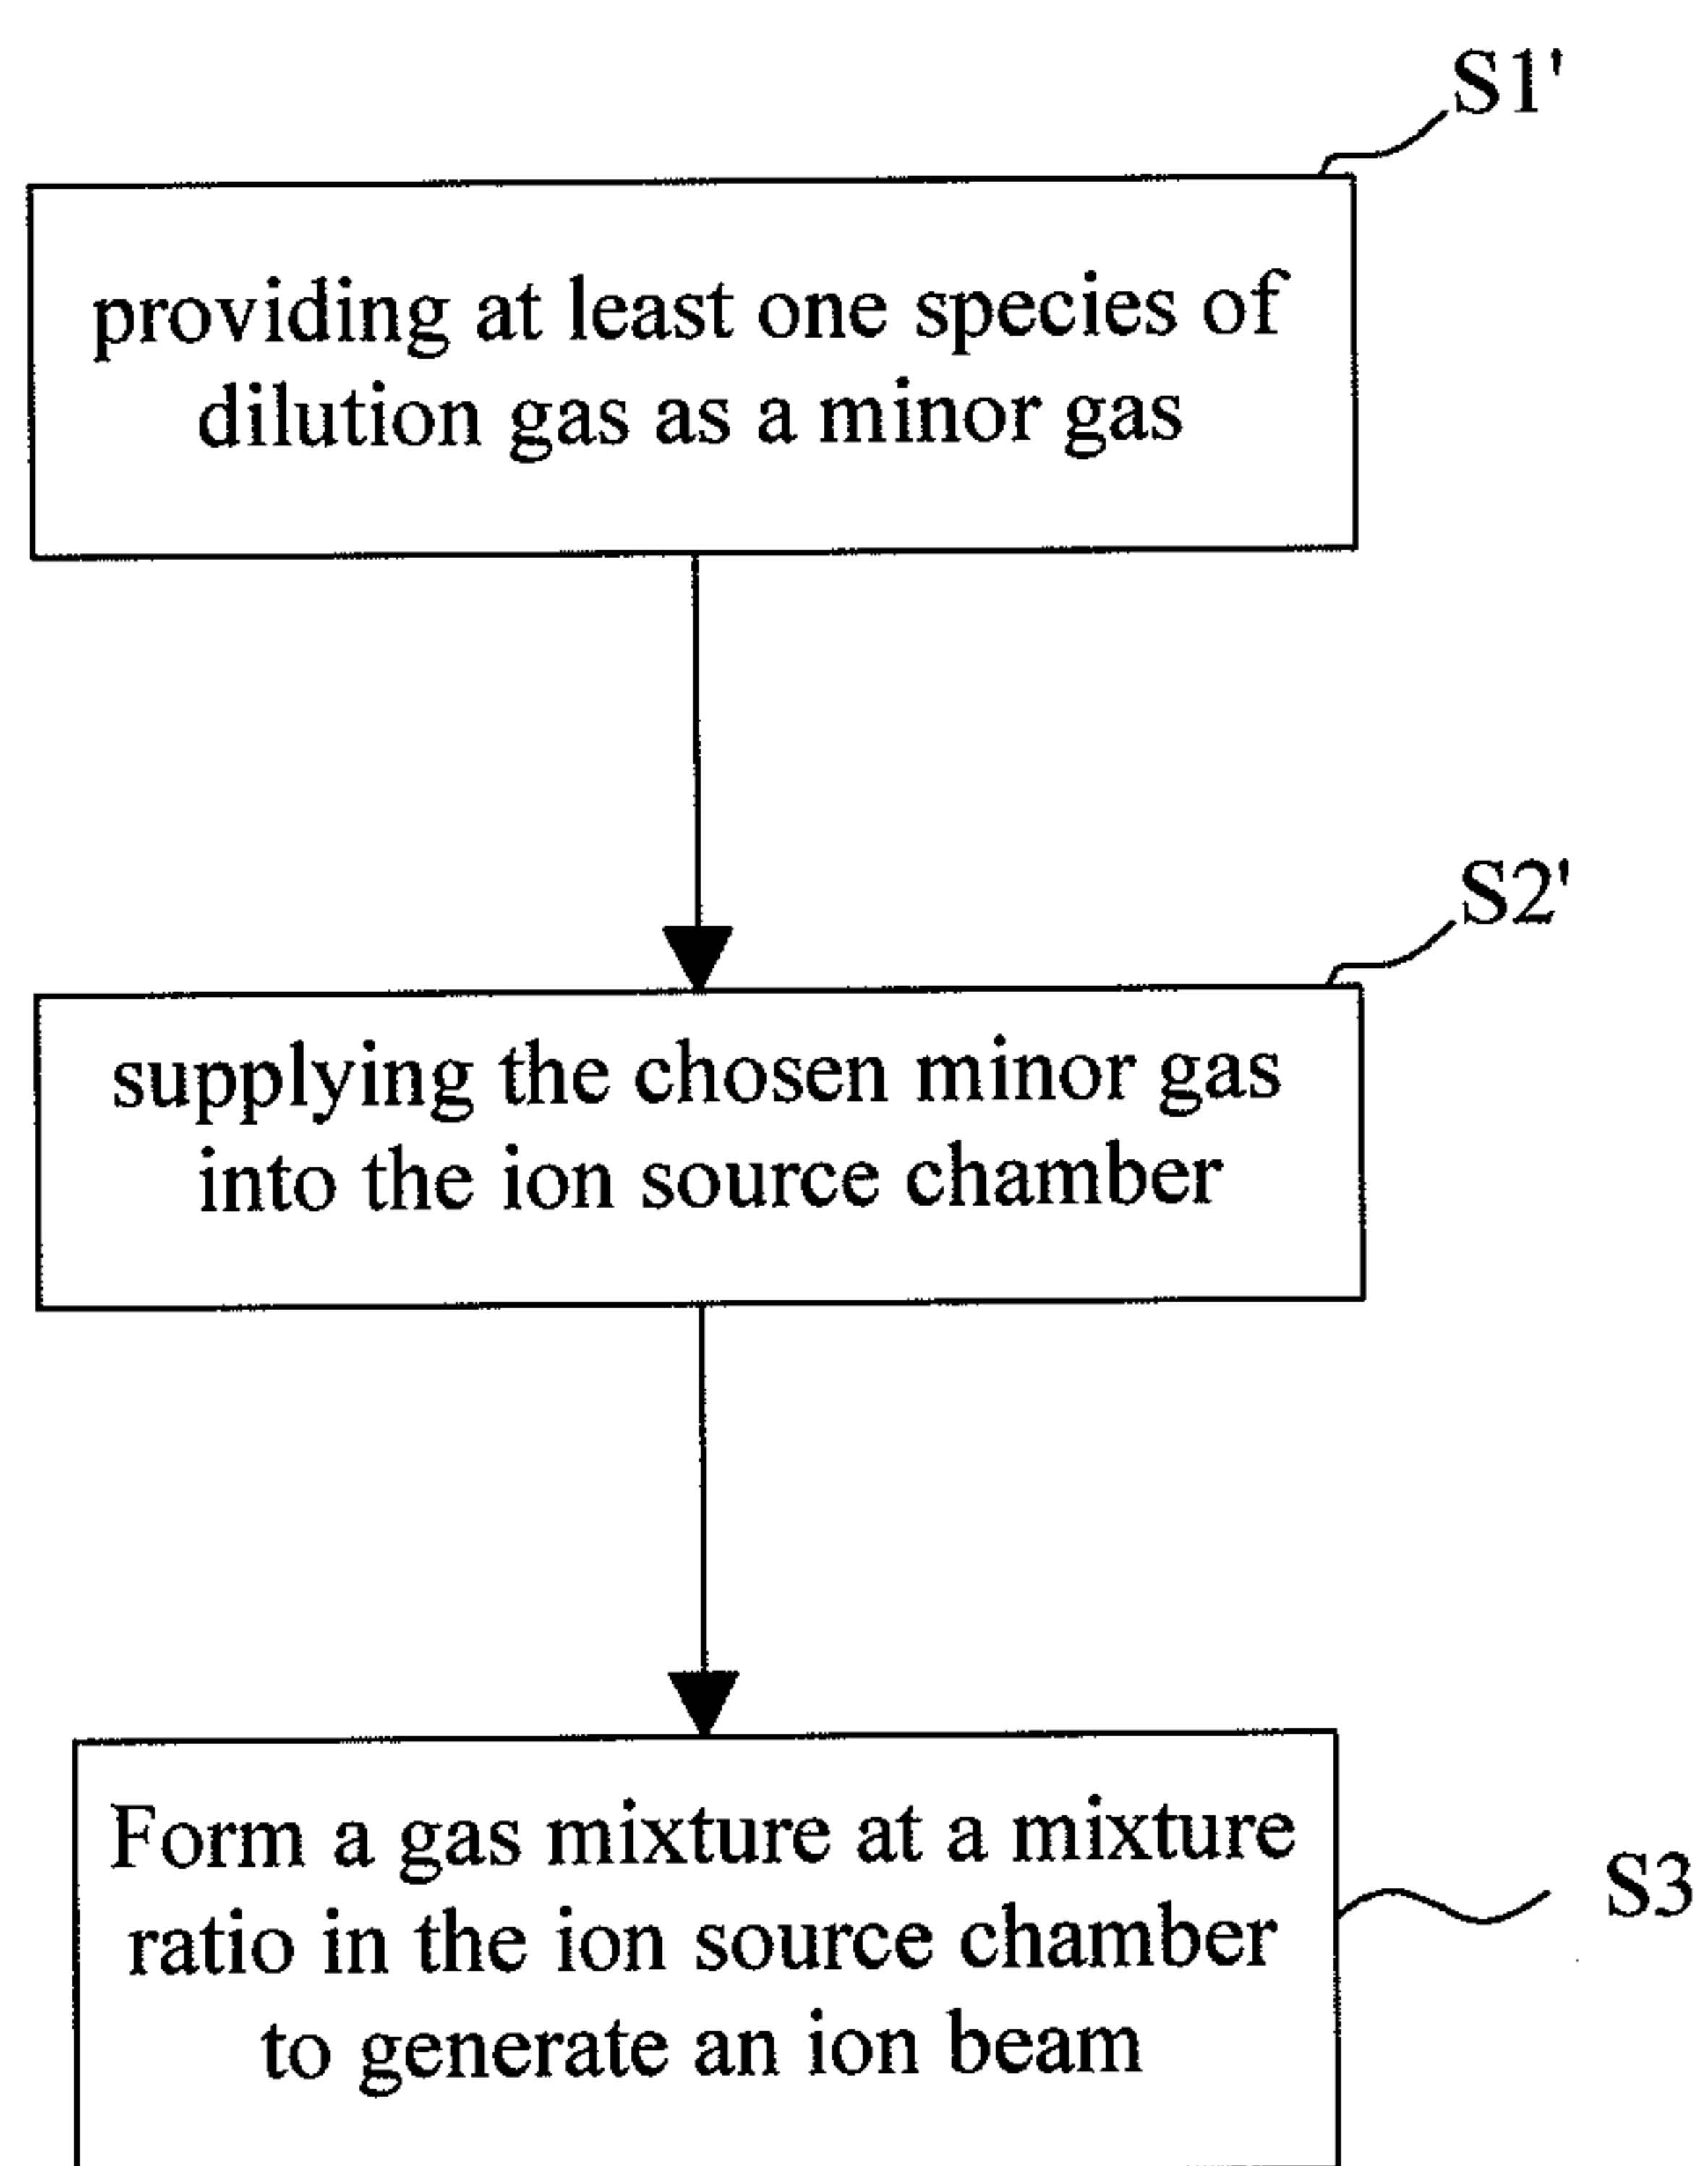 S1'
providing at least one species of
dilution gas as a minor gas
S2'
supplying the chosen minor gas
into the ion source chamber
Form a gas mixture at a mixture
ratio in the ion source chamber
to generate an ion beam
S3